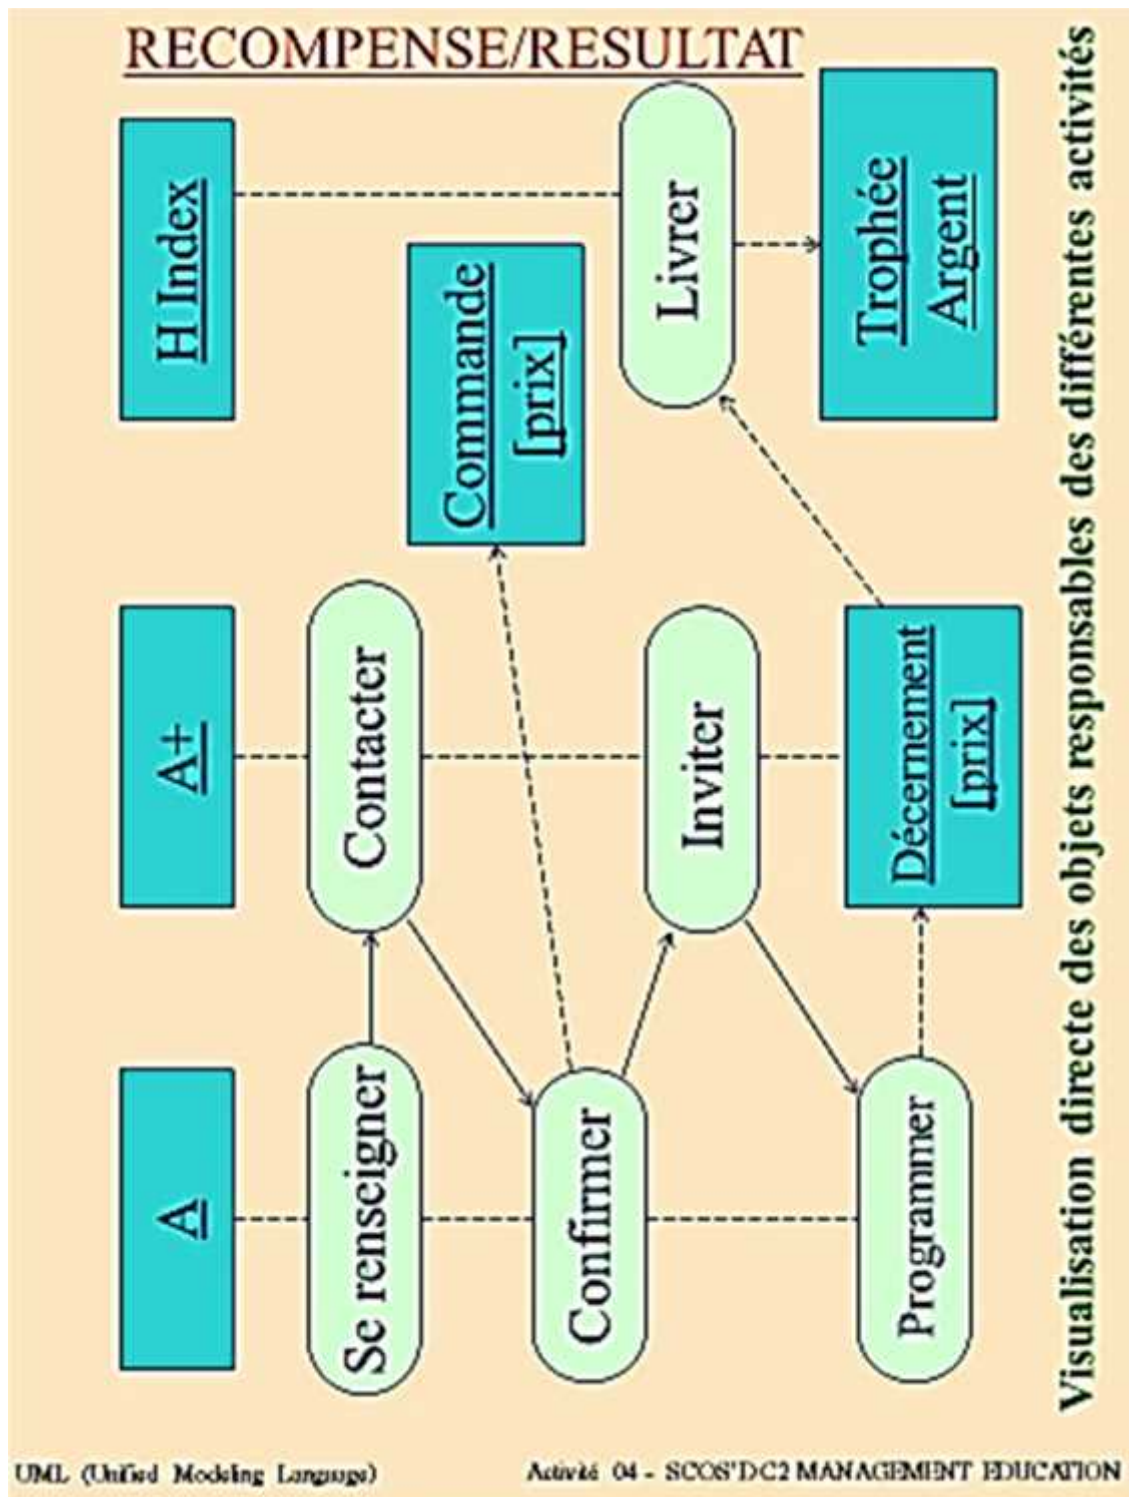 RECOMPENSE/RESULTAT
A
A+
H Index
Se renseigner
Contacter
Commande
[prix]
Confirmer
Inviter
Livrer
Programmer
Décernement
[prix]
Trophée
Argent
Visualisation directe des objets responsables des différentes activités
UML (Unified Modeling Language)
Activité 04 - SCOS'D C2 MANAGEMENT EDUCATION